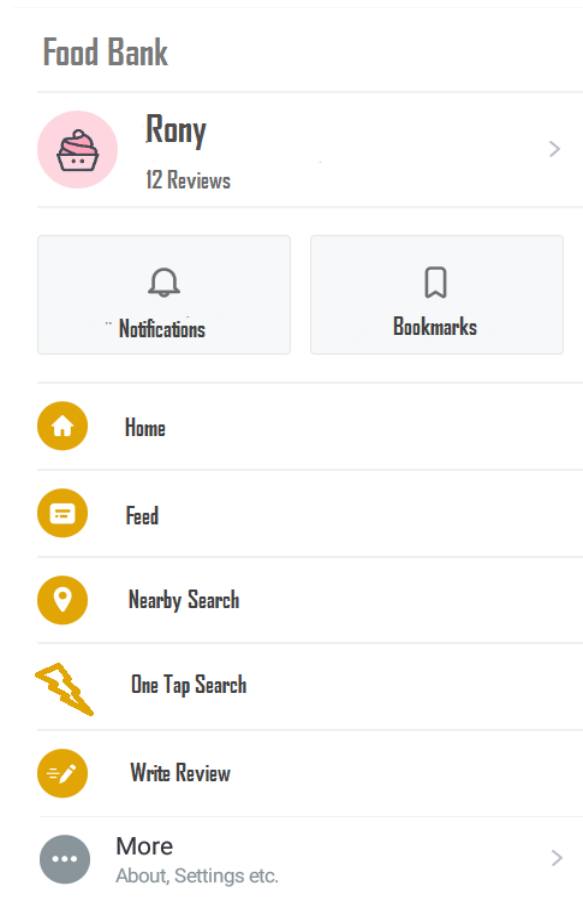 Food Bank
Rony
12 Reviews
Notifications
Bookmarks
Home
Feed
Nearby Search
One Tap Search
Write Review
More
About, Settings etc.